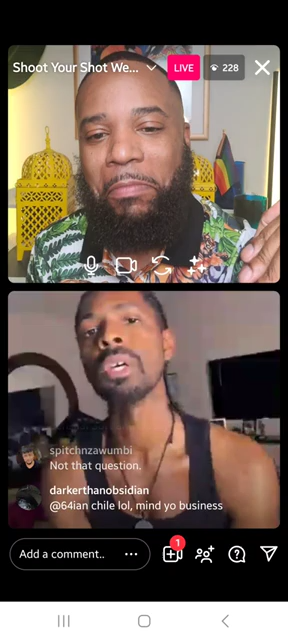 Shoot Your Shot We...
LIVE
228
spitchnzawumbi
Not that question.
darkerthanobsidian
@64ian chile lol, mind yo business
1
Add a comment..